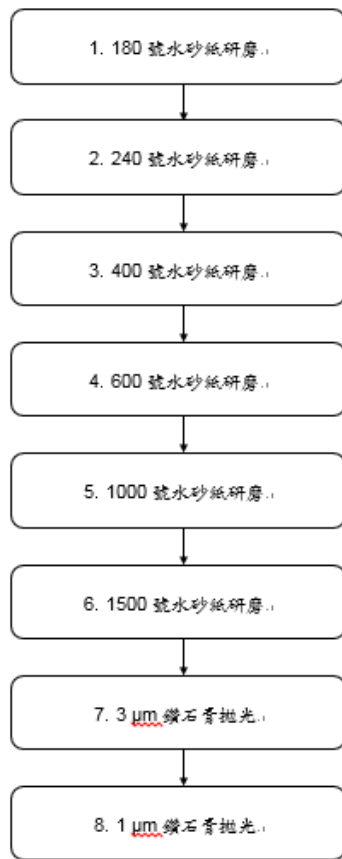 1. 180 號水砂紙研磨
2. 240 號水砂紙研磨
3. 400 號水砂紙研磨
4. 600 號水砂紙研磨
5. 1000 號水砂紙研磨
6. 1500 號水砂紙研磨
7. 3 μm 鑽石膏拋光
8. 1 μm 鑽石膏拋光